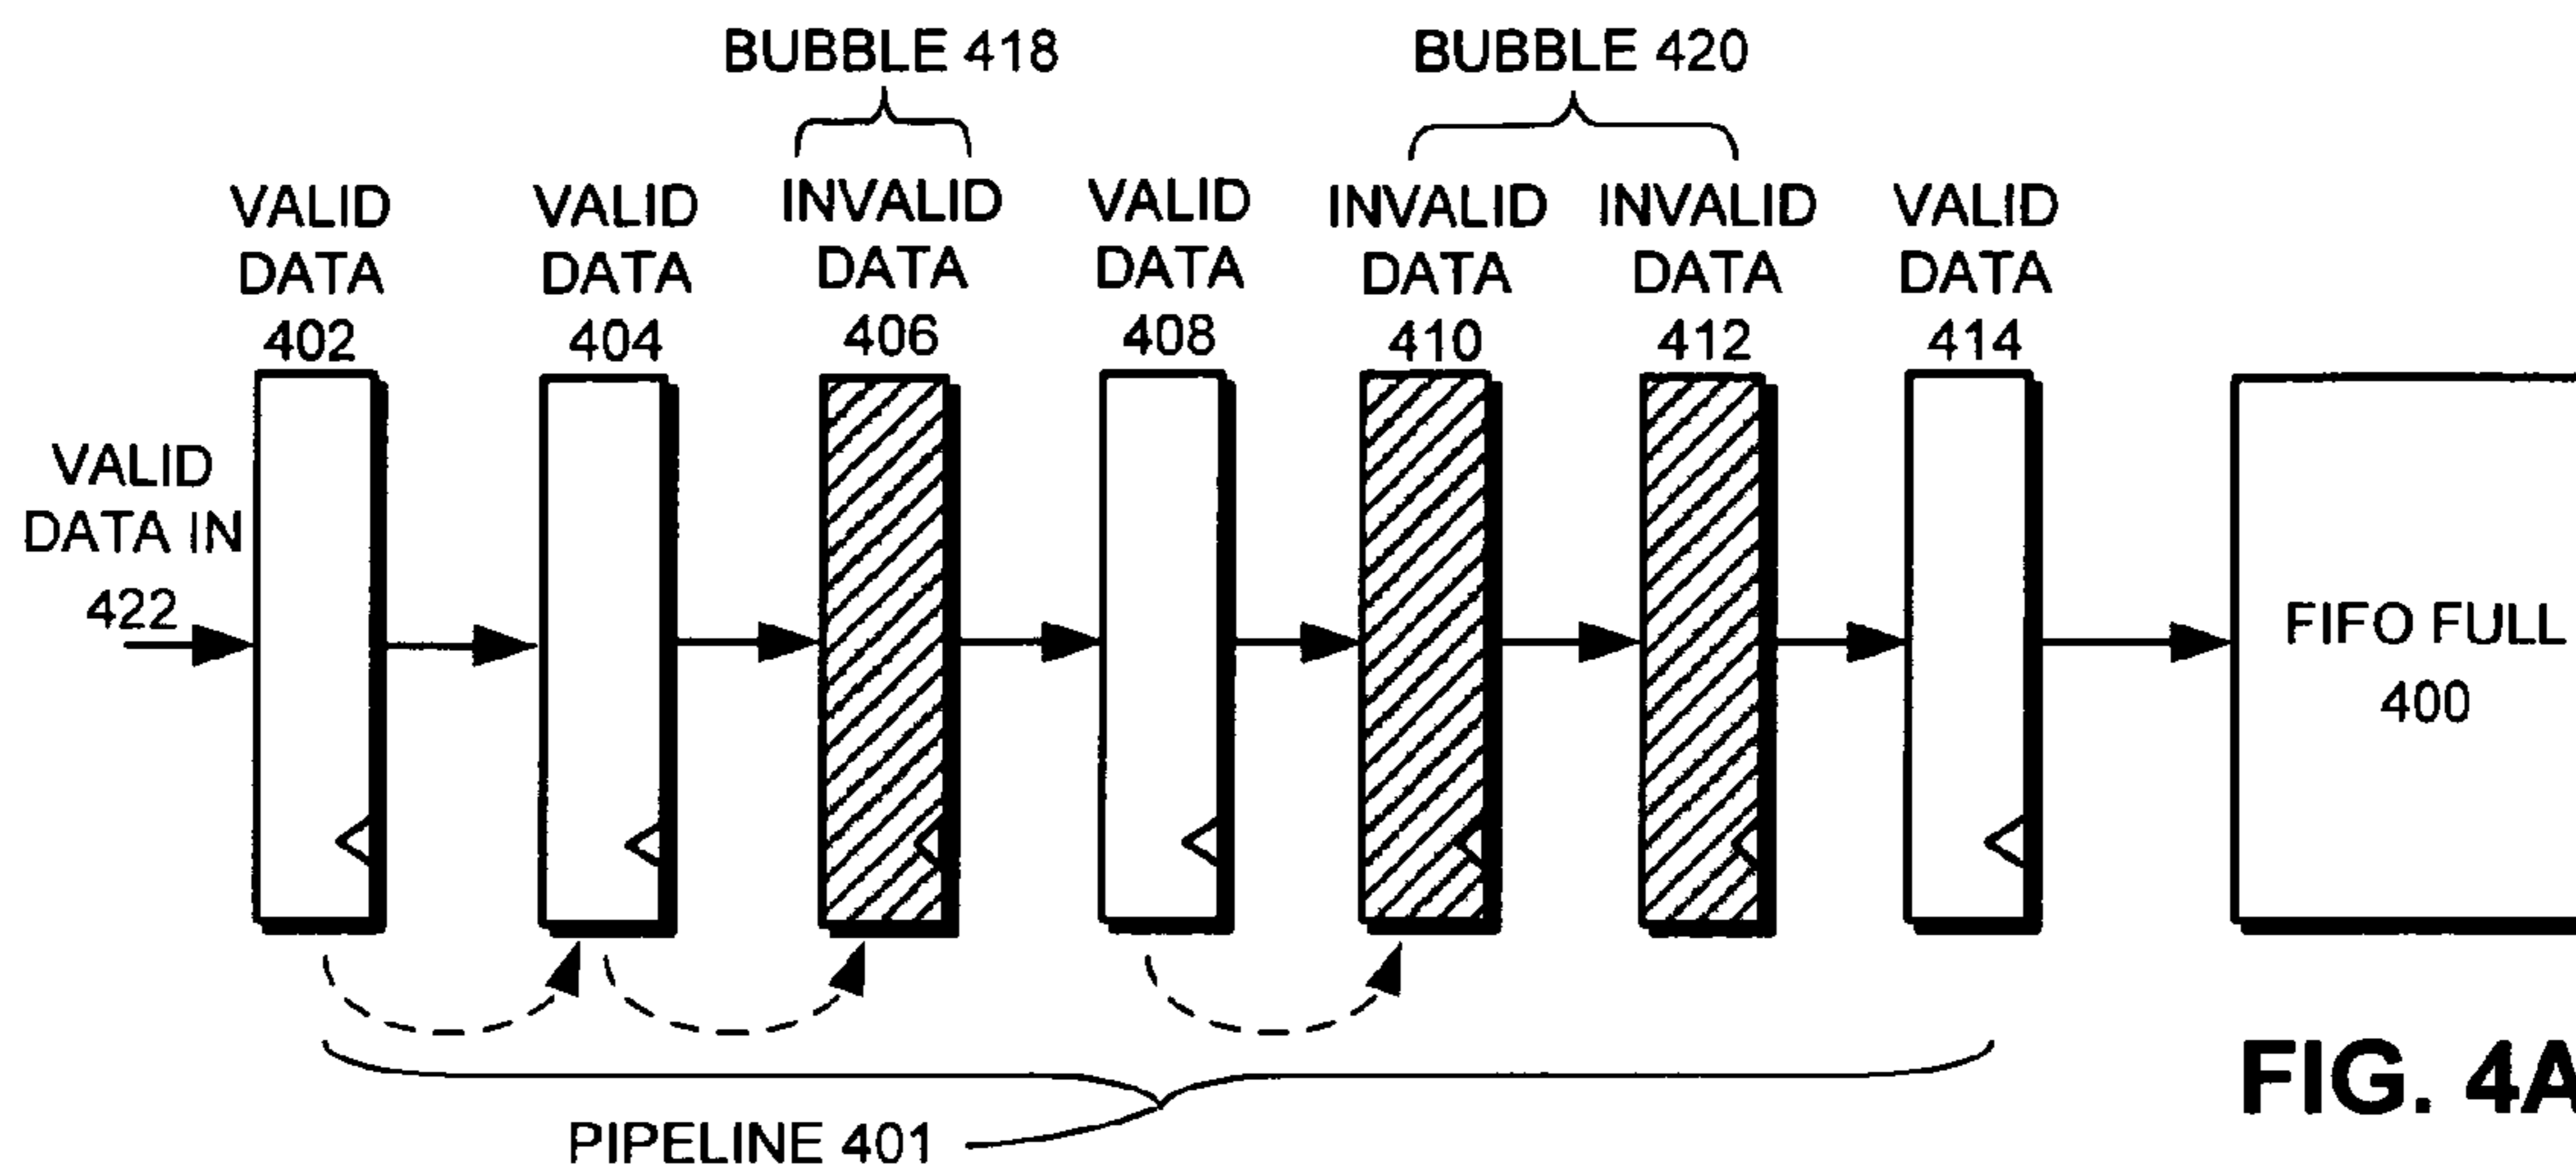 BUBBLE 418
BUBBLE 420
VALID
DATA
402
VALID
DATA
404
INVALID
DATA
406
VALID
DATA
408
INVALID
DATA
410
INVALID
DATA
412
VALID
DATA
414
VALID
DATA IN
422
FIFO FULL
400
PIPELINE 401
FIG. 4A